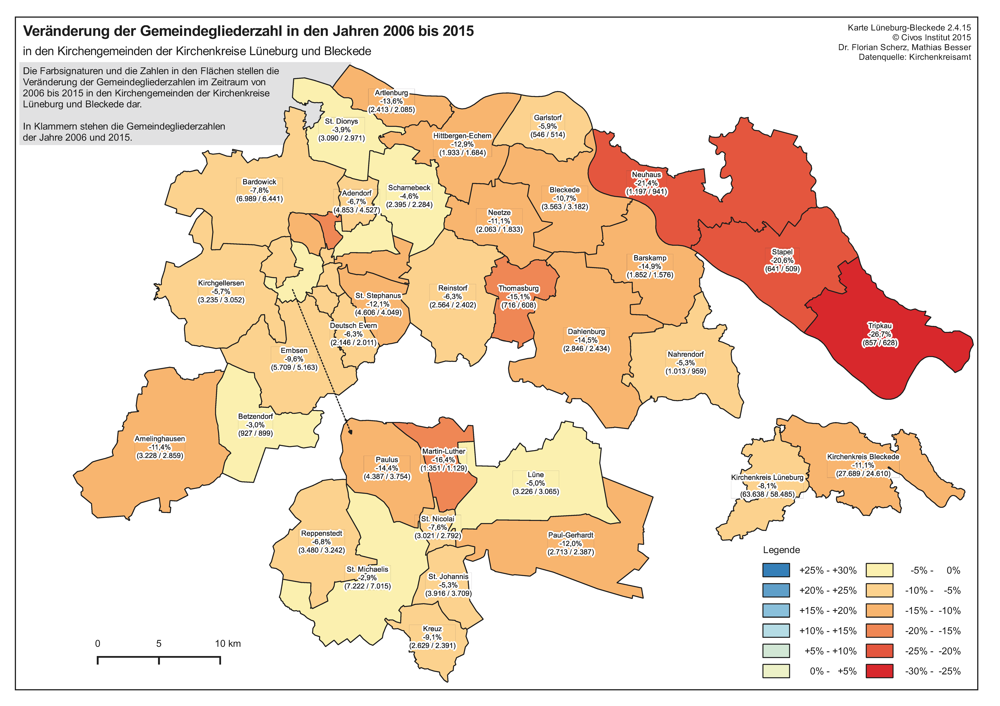 Veränderung der Gemeindegliederzahl in den Jahren 2006 bis 2015
in den Kirchengemeinden der Kirchenkreise Lüneburg und Bleckede
Karte Lüneburg-Bleckede 2.4.15
© Civos Institut 2015
Dr. Florian Scherz, Mathias Besser
Datenquelle: Kirchenkreisamt
Die Farbsignaturen und die Zahlen in den Flächen stellen die
Veränderung der Gemeindegliederzahlen im Zeitraum von
2006 bis 2015 in den Kirchengemeinden der Kirchenkreise
Lüneburg und Bleckede dar.
In Klammern stehen die Gemeindegliederzahlen
der Jahre 2006 und 2015.
Artlenburg
-13,6%
(2.413 / 2.085)
St. Dionys
-3,9%
(3.090 / 2.971)
Garlstorf
-5,9%
(546 / 514)
Hittbergen-Echem
-12,9%
(1.933 / 1.684)
Neuhaus
-21,4%
(1.197 / 941)
Bardowick
-7,8%
(6.989 / 6.441)
Adendorf
-6,7%
(4.853 / 4.527)
Scharnebeck
-4,6%
(2.395 / 2.284)
Bleckede
-10,7%
(3.563 / 3.182)
Neetze
-11,1%
(2.063 / 1.833)
Stapel
-20,6%
(641 / 509)
Barskamp
-14,9%
(1.852 / 1.576)
Kirchgellersen
-5,7%
(3.235 / 3.052)
St. Stephanus
-12,1%
(4.606 / 4.049)
Reinstorf
-6,3%
(2.564 / 2.402)
Thomasburg
-15,1%
(716 / 608)
Deutsch Evern
-6,3%
(2.146 / 2.011)
Dahlenburg
-14,5%
(2.846 / 2.434)
Tripkau
-26,7%
(857 / 628)
Embsen
-9,6%
(5.709 / 5.163)
Nahrendorf
-5,3%
(1.013 / 959)
Betzendorf
-3,0%
(927 / 899)
Amelinghausen
-11,4%
(3.228 / 2.859)
Paulus
-14,4%
(4.387 / 3.754)
Martin-Luther
-16,4%
(1.351 / 1.129)
Lüne
-5,0%
(3.226 / 3.065)
Kirchenkreis Bleckede
-11,1%
(27.689 / 24.610)
Kirchenkreis Lüneburg
-8,1%
(63.638 / 58.485)
St. Nicolai
-7,6%
(3.021 / 2.792)
Reppenstedt
-6,8%
(3.480 / 3.242)
Paul-Gerhardt
-12,0%
(2.713 / 2.387)
St. Michaelis
-2,9%
(7.222 / 7.015)
St. Johannis
-5,3%
(3.916 / 3.709)
Kreuz
-9,1%
(2.629 / 2.391)
Legende
+25% - +30% -5% - 0%
+20% - +25% -10% - -5%
+15% - +20% -15% - -10%
+10% - +15% -20% - -15%
+5% - +10% -25% - -20%
0% - +5% -30% - -25%
0 5 10 km